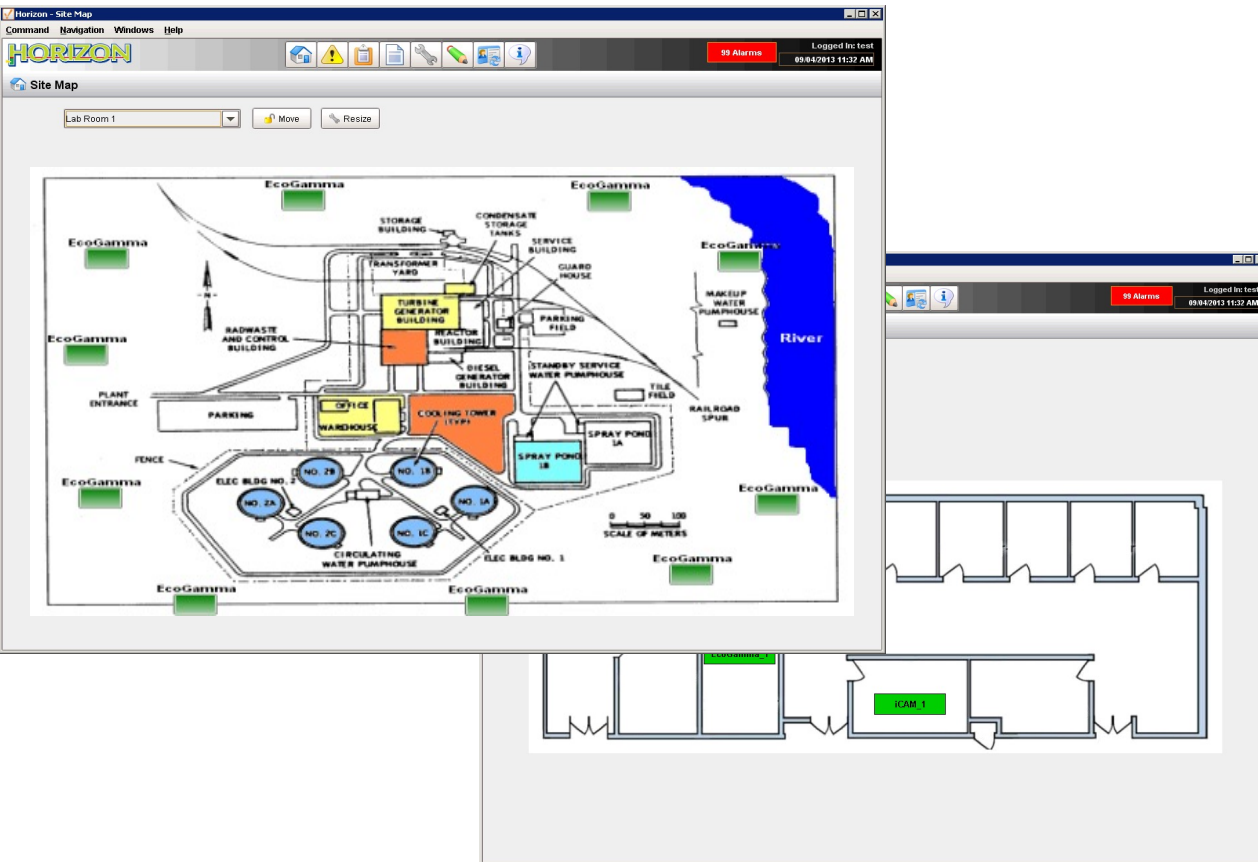 Horizon - Site Map
Command Navigation Windows Help
HORIZON
99 Alarms
Logged In: test
09/04/2013 11:32 AM
Site Map
Lab Room 1
Move
Resize
EcoGamma
EcoGamma
STORAGE
BUILDING
CONDENSATE
STORAGE
TANKS
SERVICE
BUILDING
EcoGamma
EcoGamma
TRANSFORMER
YARD
GUARD
HOUSE
TURBINE
GENERATOR
BUILDING
MAKEUP
WATER
PUMPHOUSE
-N-
PARKING
FIELD
RADWASTE
AND CONTROL
BUILDING
REACTOR
BUILDING
River
EcoGamma
DIESEL
GENERATOR
BUILDING
STANDBY SERVICE
WATER PUMPHOUSE
PLANT
ENTRANCE
TILE
FIELD
PARKING
OFFICE
WAREHOUSE
COOLING TOWER
(TYP)
RAILROAD
SPUR
SPRAY POND
1A
FENCE
SPRAY POND
1B
NO. 2B
NO. 1B
EcoGamma
ELEC BLDG NO. 2
EcoGamma
NO. 2A
NO. 1A
NO. 2C
NO. 1C
0 50 100
SCALE OF METERS
CIRCULATING
WATER PUMPHOUSE
ELEC BLDG NO. 1
EcoGamma
EcoGamma
EcoGamma
99 Alarms
Logged In: test
09/04/2013 11:32 AM
EcoGamma_1
iCAM_1